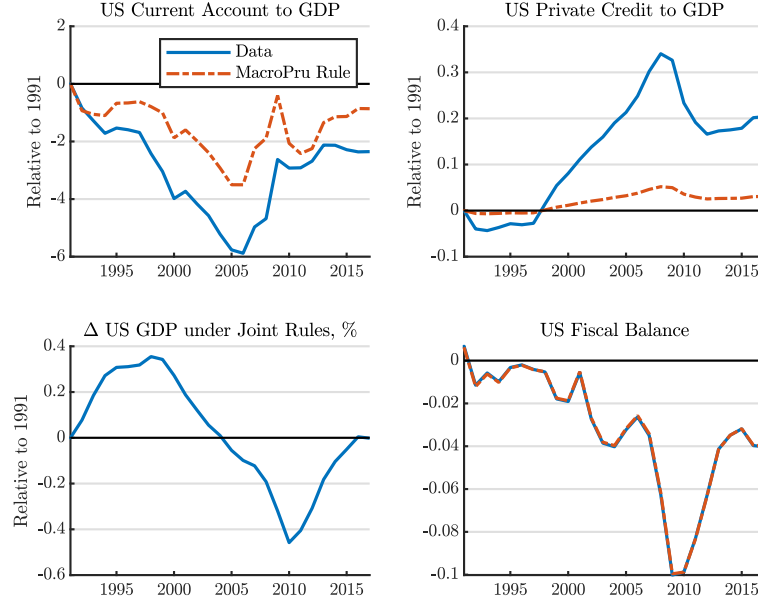 US Current Account to GDP
2
0
-2
-4
-6
Relative to 1991
Data
MacroPru Rule
1995 2000 2005 2010 2015
US Private Credit to GDP
0.4
0.3
0.2
0.1
0
-0.1
Relative to 1991
1995 2000 2005 2010 2015
Δ US GDP under Joint Rules, %
0.4
0.2
0
-0.2
-0.4
-0.6
Relative to 1991
1995 2000 2005 2010 2015
US Fiscal Balance
0
-0.02
-0.04
-0.06
-0.08
-0.1
1995 2000 2005 2010 2015